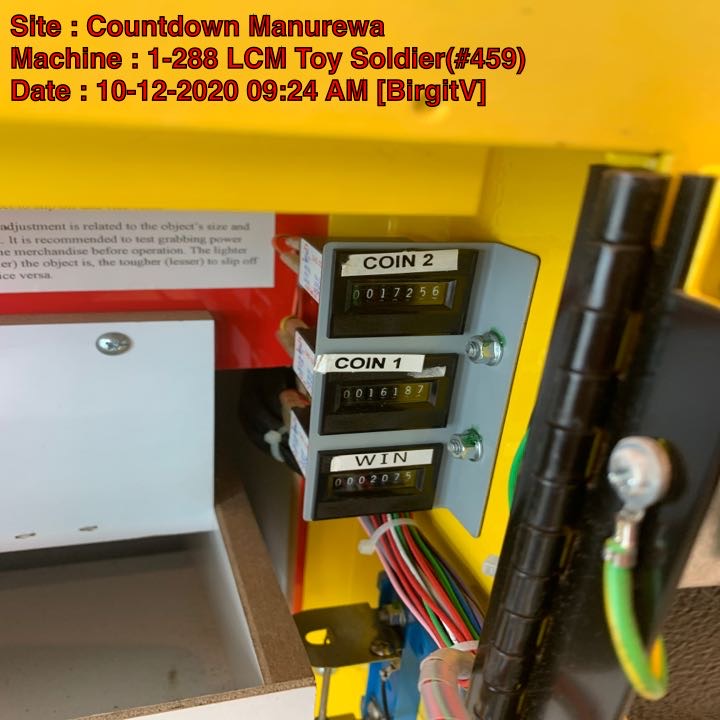 Site : Countdown Manurewa
Machine : 1-288 LCM Toy Soldier(#459)
Date : 10-12-2020 09:24 AM [BirgitV]
adjustment is related to the object's size and
. It is recommended to test grabbing power
e merchandise before operation. The lighter
er) the object is, the tougher (lesser) to slip off
ice versa.
COIN 2
0017256
COIN 1
0016187
WIN
0002075